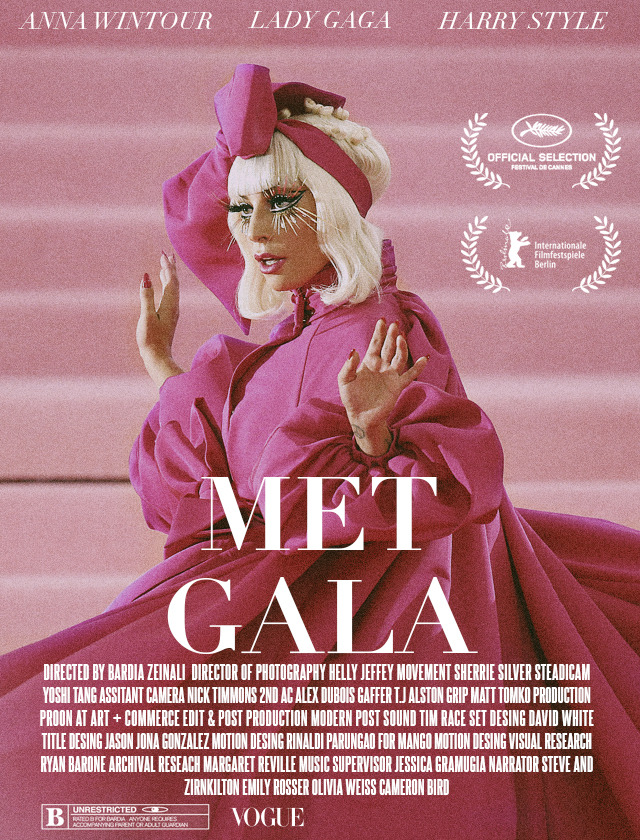 ANNA WINTOUR LADY GAGA HARRY STYLE
OFFICIAL SELECTION
FESTIVAL DE CANNES
Berlinale
Internationale
Filmfestspiele
Berlin
MET
GALA
DIRECTED BY BARDIA ZEINALI DIRECTOR OF PHOTOGRAPHY HELLY JEFFEY MOVEMENT SHERRIE SILVER STEADICAM
YOSHI TANG ASSITANT CAMERA NICK TIMMONS 2ND AC ALEX DUBOIS GAFFER T.J ALSTON GRIP MATT TOMKO PRODUCTION
PROON AT ART + COMMERCE EDIT & POST PRODUCTION MODERN POST SOUND TIM RACE SET DESING DAVID WHITE
TITLE DESING JASON JONA GONZALEZ MOTION DESING RINALDI PARUNGAO FOR MANGO MOTION DESING VISUAL RESEARCH
RYAN BARONE ARCHIVAL RESEACH MARGARET REVILLE MUSIC SUPERVISOR JESSICA GRAMUGIA NARRATOR STEVE AND
ZIRNKILTON EMILY ROSSER OLIVIA WEISS CAMERON BIRD
B UNRESTRICTED
RATED B FOR BARDIA ANYONE REQUIRES
ACCOMPANYING PARENT OR ADULT GUARDIAN
VOGUE